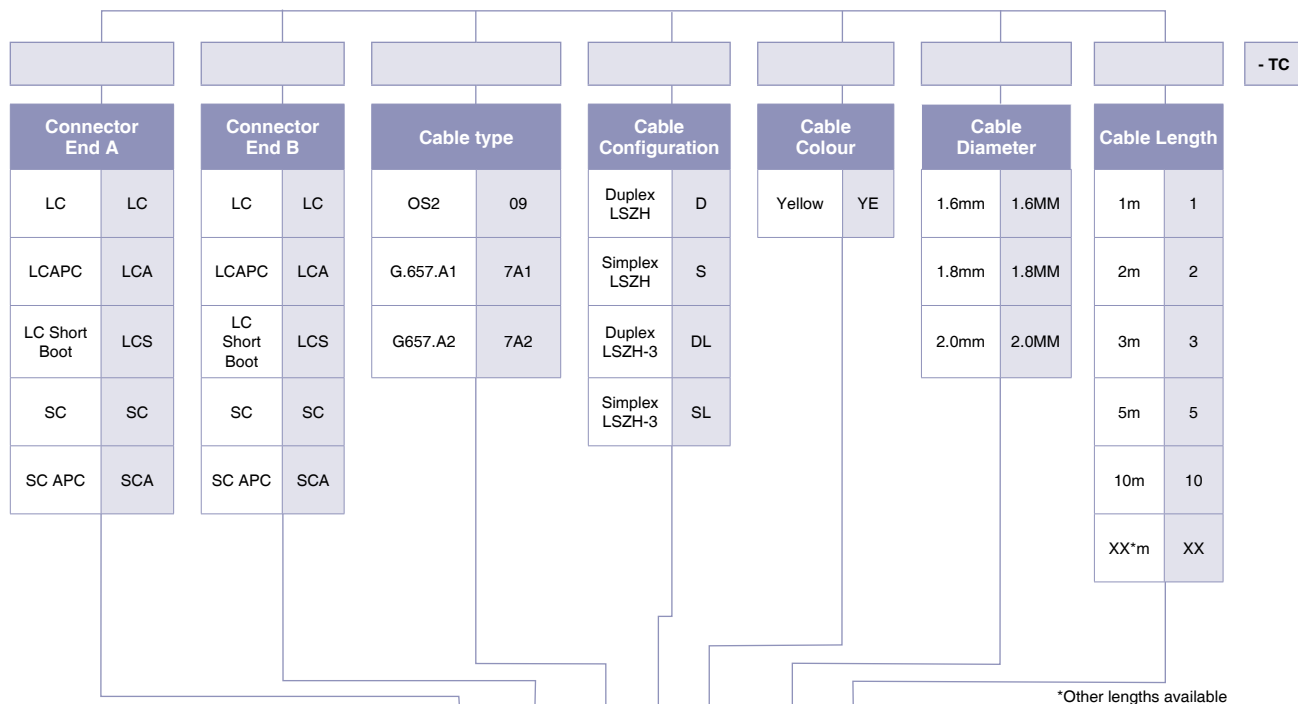 - TC
Connector
End A
LC LC
LCAPC LCA
LC Short
Boot
LCS
SC SC
SC APC SCA
Connector
End B
LC LC
LCAPC LCA
LC
Short
Boot
LCS
SC SC
SC APC SCA
Cable type
OS2 09
G.657.A1 7A1
G657.A2 7A2
Cable
Configuration
Duplex
LSZH
D
Simplex
LSZH
S
Duplex
LSZH-3
DL
Simplex
LSZH-3
SL
Cable
Colour
Yellow YE
Cable
Diameter
1.6mm 1.6MM
1.8mm 1.8MM
2.0mm 2.0MM
Cable Length
1m 1
2m 2
3m 3
5m 5
10m 10
XX*m XX
*Other lengths available